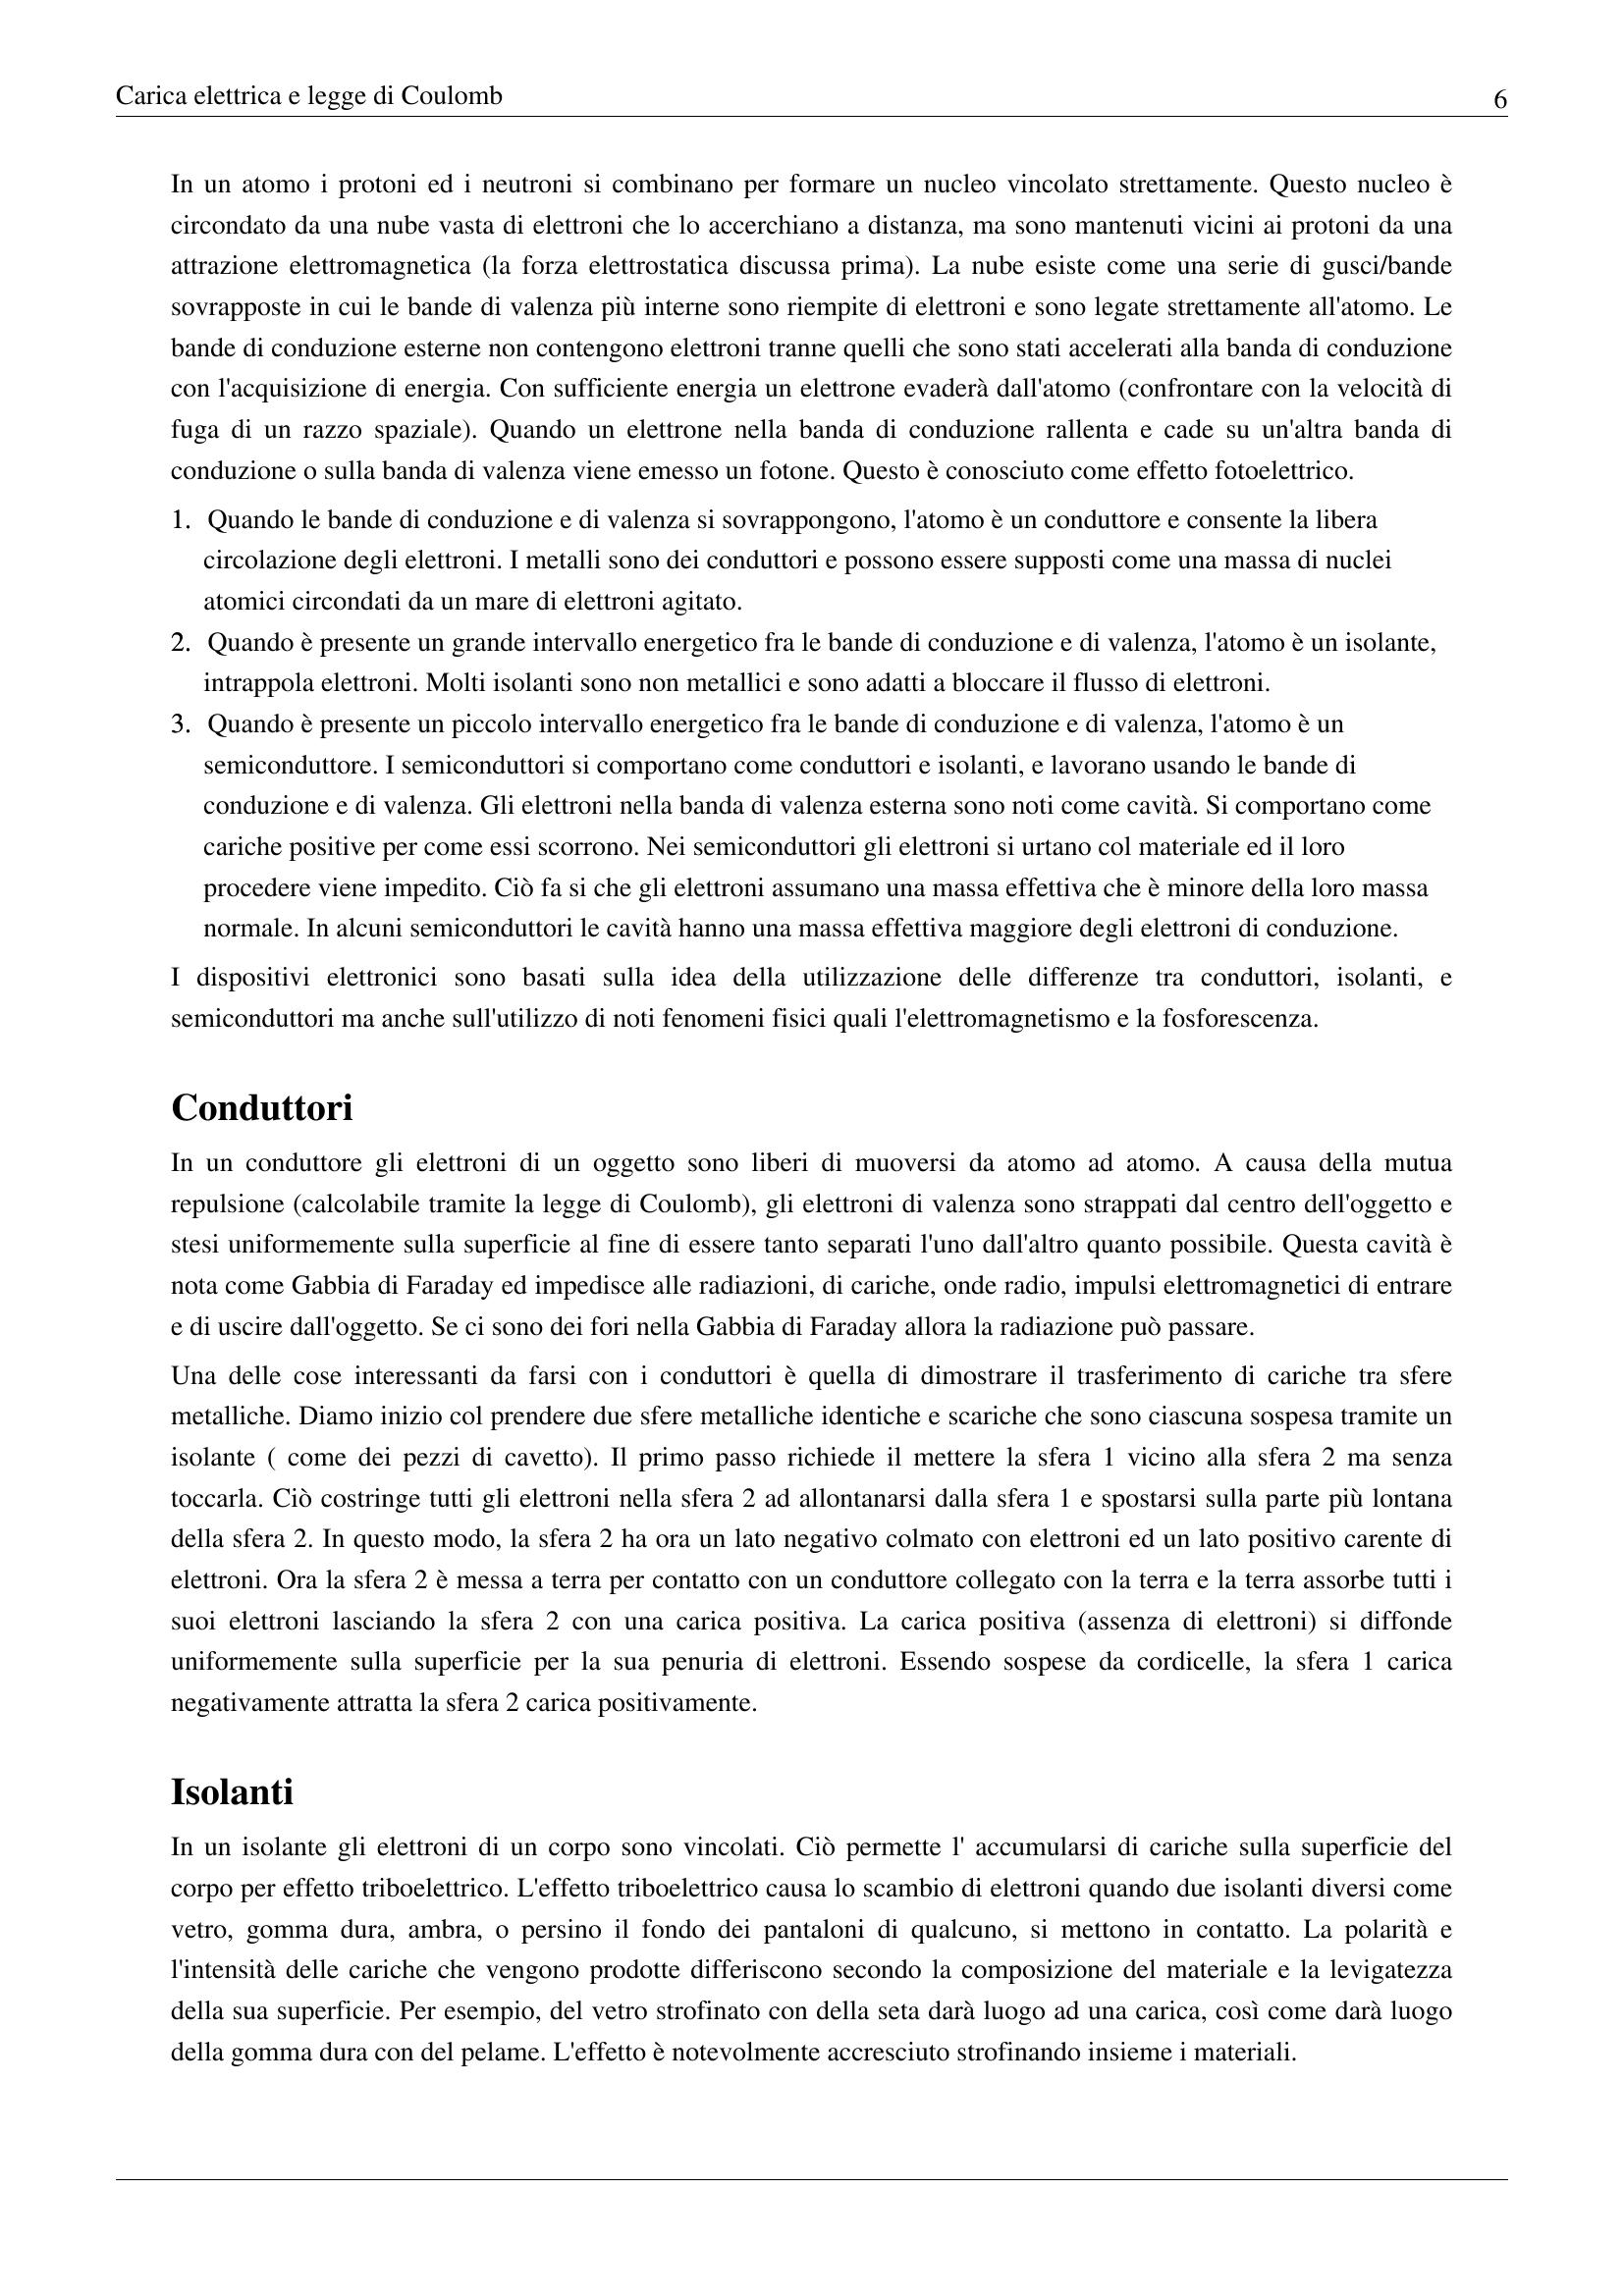 Carica elettrica e legge di Coulomb
6
In un atomo i protoni ed i neutroni si combinano per formare un nucleo vincolato strettamente. Questo nucleo è
circondato da una nube vasta di elettroni che lo accerchiano a distanza, ma sono mantenuti vicini ai protoni da una
attrazione elettromagnetica (la forza elettrostatica discussa prima). La nube esiste come una serie di gusci/bande
sovrapposte in cui le bande di valenza più interne sono riempite di elettroni e sono legate strettamente all'atomo. Le
bande di conduzione esterne non contengono elettroni tranne quelli che sono stati accelerati alla banda di conduzione
con l'acquisizione di energia. Con sufficiente energia un elettrone evaderà dall'atomo (confrontare con la velocità di
fuga di un razzo spaziale). Quando un elettrone nella banda di conduzione rallenta e cade su un'altra banda di
conduzione o sulla banda di valenza viene emesso un fotone. Questo è conosciuto come effetto fotoelettrico.
1. Quando le bande di conduzione e di valenza si sovrappongono, l'atomo è un conduttore e consente la libera
circolazione degli elettroni. I metalli sono dei conduttori e possono essere supposti come una massa di nuclei
atomici circondati da un mare di elettroni agitato.
2. Quando è presente un grande intervallo energetico fra le bande di conduzione e di valenza, l'atomo è un isolante,
intrappola elettroni. Molti isolanti sono non metallici e sono adatti a bloccare il flusso di elettroni.
3. Quando è presente un piccolo intervallo energetico fra le bande di conduzione e di valenza, l'atomo è un
semiconduttore. I semiconduttori si comportano come conduttori e isolanti, e lavorano usando le bande di
conduzione e di valenza. Gli elettroni nella banda di valenza esterna sono noti come cavità. Si comportano come
cariche positive per come essi scorrono. Nei semiconduttori gli elettroni si urtano col materiale ed il loro
procedere viene impedito. Ciò fa si che gli elettroni assumano una massa effettiva che è minore della loro massa
normale. In alcuni semiconduttori le cavità hanno una massa effettiva maggiore degli elettroni di conduzione.
I dispositivi elettronici sono basati sulla idea della utilizzazione delle differenze tra conduttori, isolanti, e
semiconduttori ma anche sull'utilizzo di noti fenomeni fisici quali l'elettromagnetismo e la fosforescenza.
Conduttori
In un conduttore gli elettroni di un oggetto sono liberi di muoversi da atomo ad atomo. A causa della mutua
repulsione (calcolabile tramite la legge di Coulomb), gli elettroni di valenza sono strappati dal centro dell'oggetto e
stesi uniformemente sulla superficie al fine di essere tanto separati l'uno dall'altro quanto possibile. Questa cavità è
nota come Gabbia di Faraday ed impedisce alle radiazioni, di cariche, onde radio, impulsi elettromagnetici di entrare
e di uscire dall'oggetto. Se ci sono dei fori nella Gabbia di Faraday allora la radiazione può passare.
Una delle cose interessanti da farsi con i conduttori è quella di dimostrare il trasferimento di cariche tra sfere
metalliche. Diamo inizio col prendere due sfere metalliche identiche e scariche che sono ciascuna sospesa tramite un
isolante ( come dei pezzi di cavetto). Il primo passo richiede il mettere la sfera 1 vicino alla sfera 2 ma senza
toccarla. Ciò costringe tutti gli elettroni nella sfera 2 ad allontanarsi dalla sfera 1 e spostarsi sulla parte più lontana
della sfera 2. In questo modo, la sfera 2 ha ora un lato negativo colmato con elettroni ed un lato positivo carente di
elettroni. Ora la sfera 2 è messa a terra per contatto con un conduttore collegato con la terra e la terra assorbe tutti i
suoi elettroni lasciando la sfera 2 con una carica positiva. La carica positiva (assenza di elettroni) si diffonde
uniformemente sulla superficie per la sua penuria di elettroni. Essendo sospese da cordicelle, la sfera 1 carica
negativamente attratta la sfera 2 carica positivamente.
Isolanti
In un isolante gli elettroni di un corpo sono vincolati. Ciò permette l' accumularsi di cariche sulla superficie del
corpo per effetto triboelettrico. L'effetto triboelettrico causa lo scambio di elettroni quando due isolanti diversi come
vetro, gomma dura, ambra, o persino il fondo dei pantaloni di qualcuno, si mettono in contatto. La polarità e
l'intensità delle cariche che vengono prodotte differiscono secondo la composizione del materiale e la levigatezza
della sua superficie. Per esempio, del vetro strofinato con della seta darà luogo ad una carica, così come darà luogo
della gomma dura con del pelame. L'effetto è notevolmente accresciuto strofinando insieme i materiali.